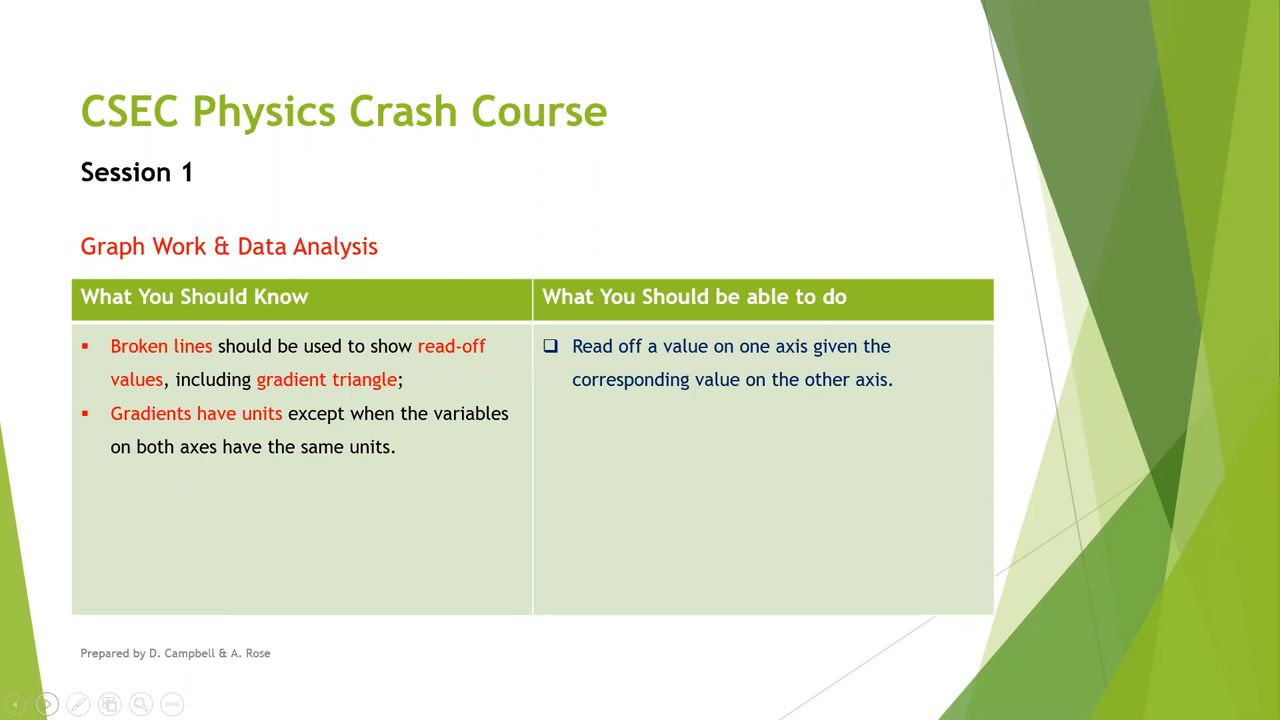 CSEC Physics Crash Course
Session 1
Graph Work & Data Analysis
What You Should Know
What You Should be able to do
Broken lines should be used to show read-off
values, including gradient triangle;
Gradients have units except when the variables
on both axes have the same units.
Read off a value on one axis given the
corresponding value on the other axis.
Prepared by D. Campbell & A. Rose